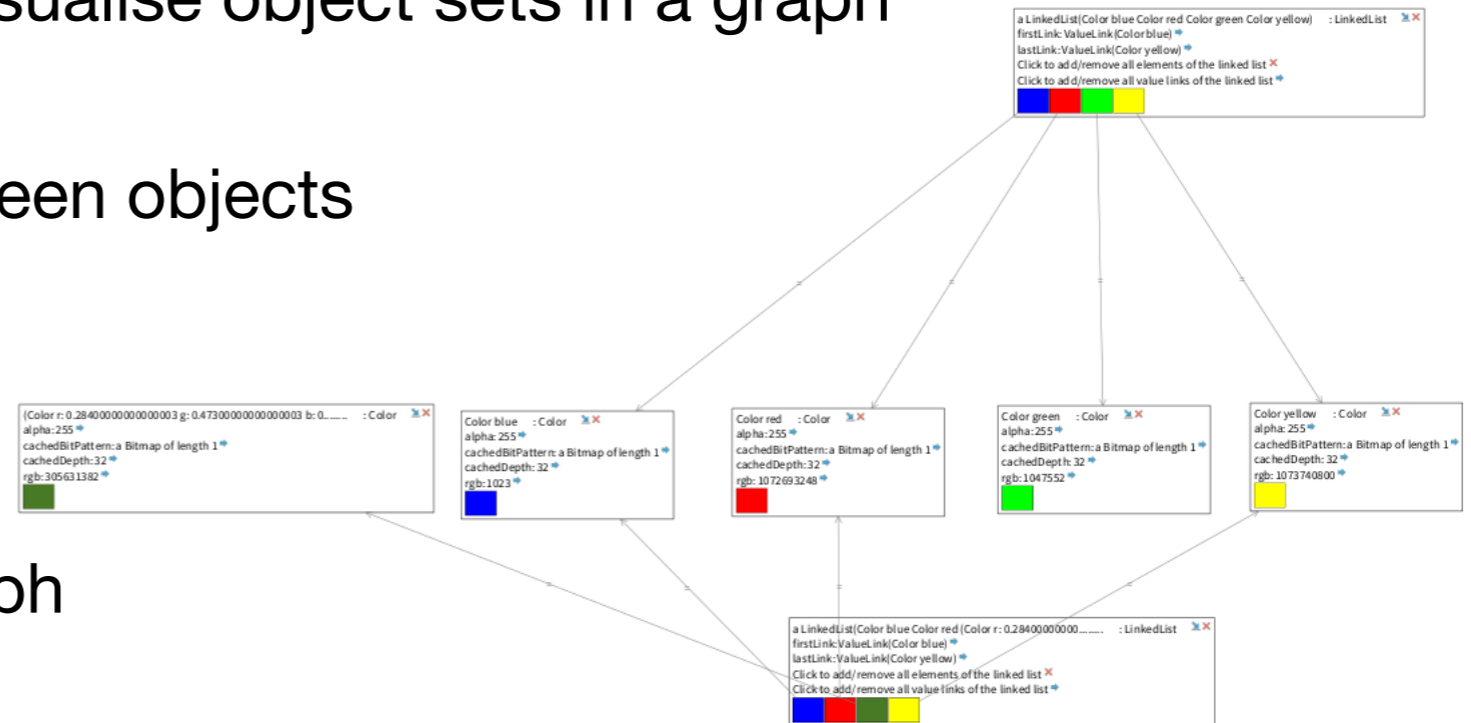 sualise object sets in a graph
een objects
ph
a LinkedList(Color blue Color red Color green Color yellow) : LinkedList
firstLink: ValueLink(Color blue)
lastLink: ValueLink(Color yellow)
Click to add/remove all elements of the linked list
Click to add/remove all value links of the linked list
=
=
=
=
(Color r: 0.28400000000000003 g: 0.47300000000000003 b: 0........ : Color
alpha: 255
cachedBitPattern: a Bitmap of length 1
cachedDepth: 32
rgb: 305631382
Color blue : Color
alpha: 255
cachedBitPattern: a Bitmap of length 1
cachedDepth: 32
rgb: 1023
Color red : Color
alpha: 255
cachedBitPattern: a Bitmap of length 1
cachedDepth: 32
rgb: 1072693248
Color green : Color
alpha: 255
cachedBitPattern: a Bitmap of length 1
cachedDepth: 32
rgb: 1047552
Color yellow : Color
alpha: 255
cachedBitPattern: a Bitmap of length 1
cachedDepth: 32
rgb: 1073740800
=
=
=
=
a LinkedList(Color blue Color red (Color r: 0.28400000000........ : LinkedList
firstLink: ValueLink(Color blue)
lastLink: ValueLink(Color yellow)
Click to add/remove all elements of the linked list
Click to add/remove all value links of the linked list